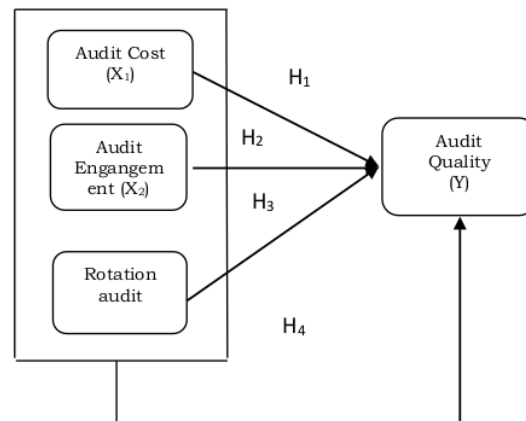 Audit Cost
(X₁)
H₁
Audit
Engangem
ent (X₂)
H₂
H₃
Rotation
audit
H₄
Audit
Quality
(Y)